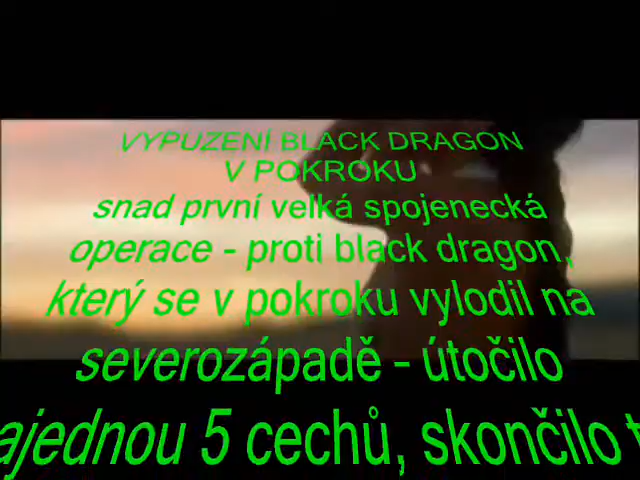 VYPUZENÍ BLACK DRAGON
V POKROKU
snad první velká spojenecká
operace - proti black dragon,
který se v pokroku vylodil na
severozápadě - útočilo
ajednou 5 cechů, skončilo t